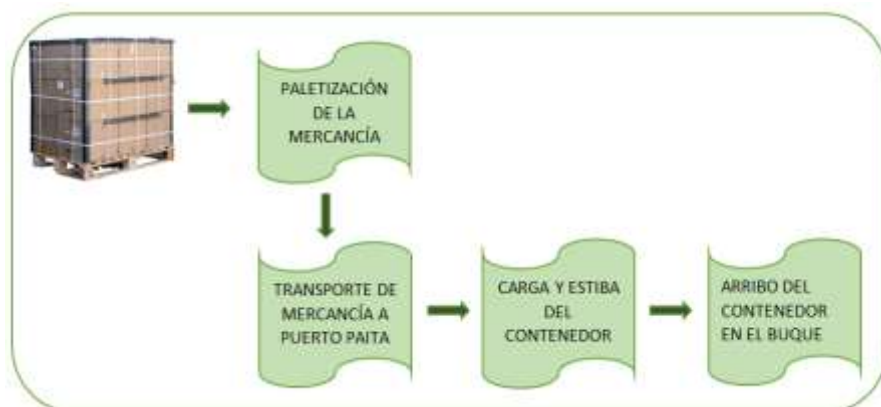 PALETIZACIÓN
DE LA
MERCANCÍA
TRANSPORTE DE
MERCANCÍA A
PUERTO PAITA
CARGA Y ESTIBA
DEL
CONTENEDOR
ARRIBO DEL
CONTENEDOR
EN EL BUQUE